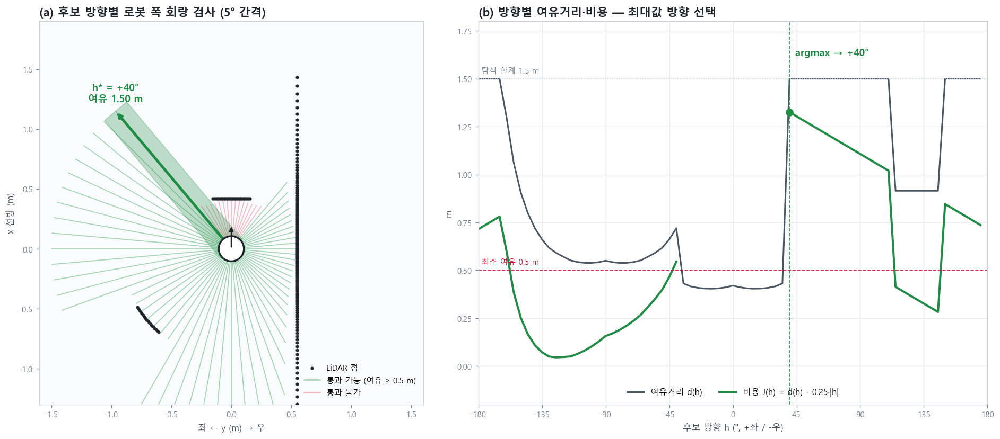 (a) 후보 방향별 로봇 폭 회랑 검사 (5° 간격)
h* = +40°
여유 1.50 m
1.5
1.0
0.5
0.0
-0.5
-1.0
x 전방 (m)
LiDAR 점
통과 가능 (여유 ≥ 0.5 m)
통과 불가
-1.5
-1.0
-0.5
0.0
0.5
1.0
1.5
좌 ← y (m) → 우
(b) 방향별 여유거리·비용 — 최대값 방향 선택
argmax → +40°
탐색 한계 1.5 m
최소 여유 0.5 m
1.75
1.50
1.25
1.00
0.75
0.50
0.25
0.00
m
여유거리 d(h)
비용 J(h) = d(h) - 0.25·|h|
-180
-135
-90
-45
0
45
90
135
180
후보 방향 h (°, +좌 / -우)